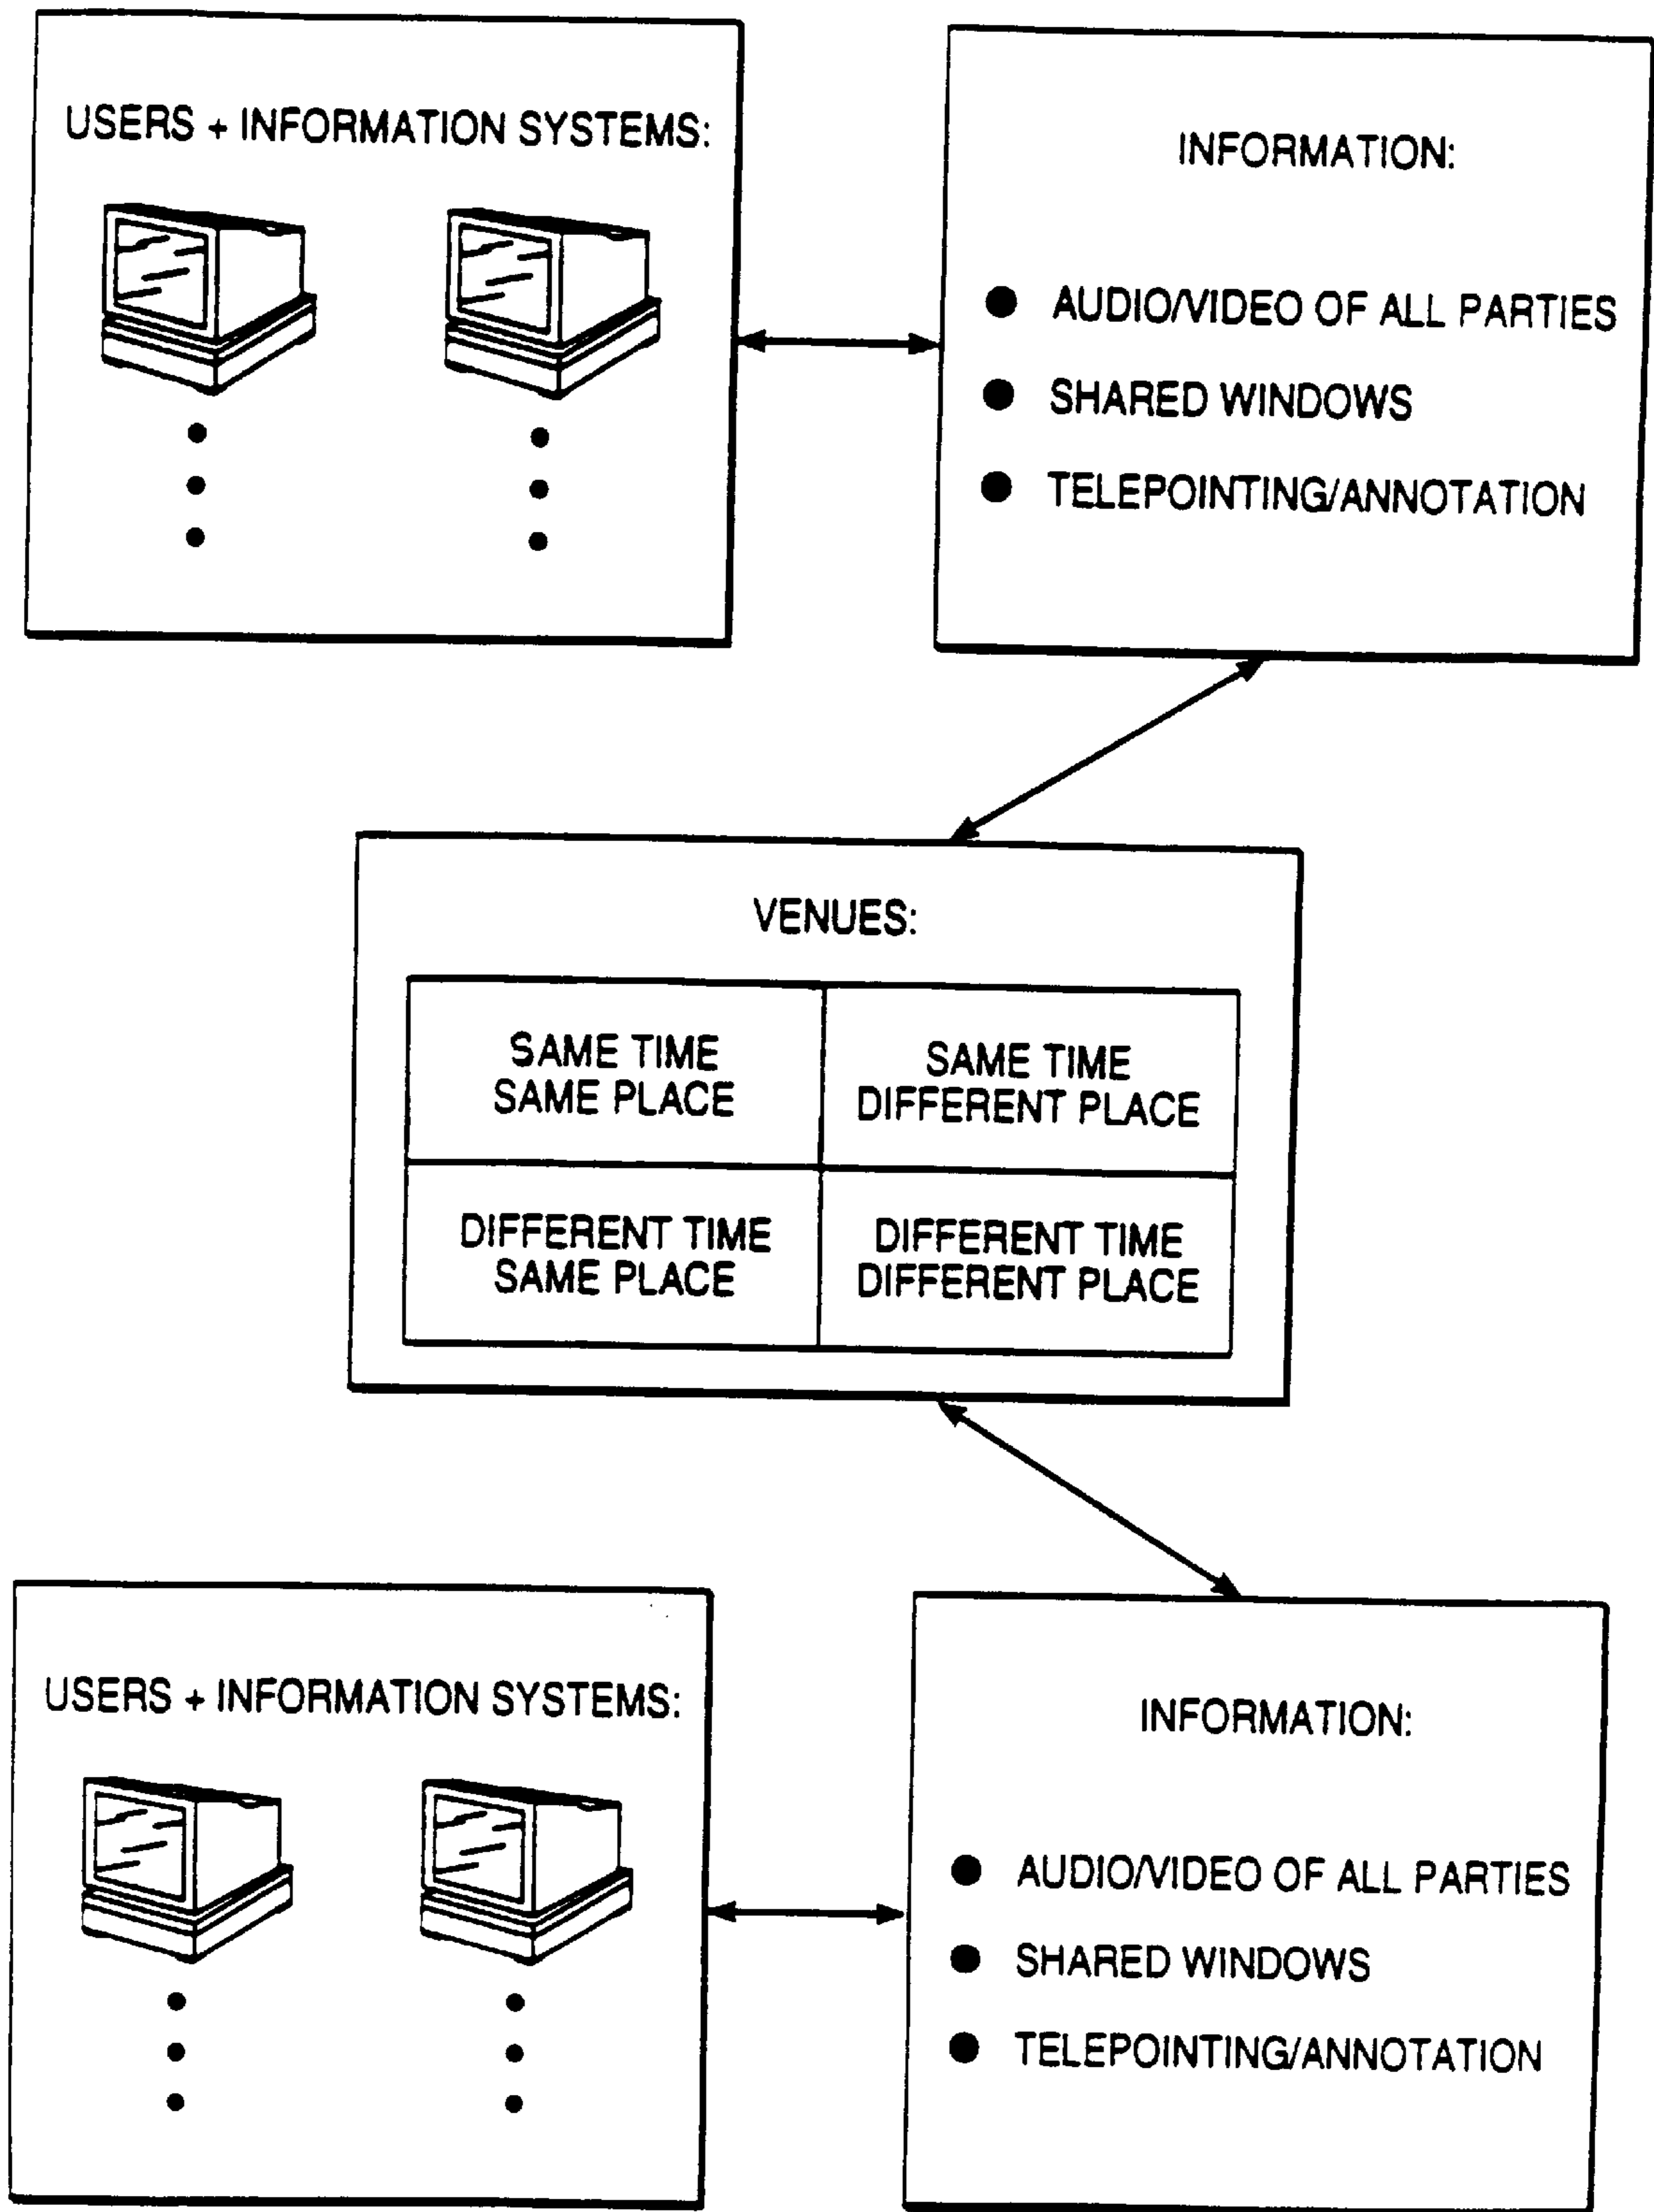 USERS + INFORMATION SYSTEMS:
INFORMATION:
● AUDIO/VIDEO OF ALL PARTIES
● SHARED WINDOWS
● TELEPOINTING/ANNOTATION
VENUES:
SAME TIME
SAME PLACE
SAME TIME
DIFFERENT PLACE
DIFFERENT TIME
SAME PLACE
DIFFERENT TIME
DIFFERENT PLACE
USERS + INFORMATION SYSTEMS:
INFORMATION:
● AUDIO/VIDEO OF ALL PARTIES
● SHARED WINDOWS
● TELEPOINTING/ANNOTATION